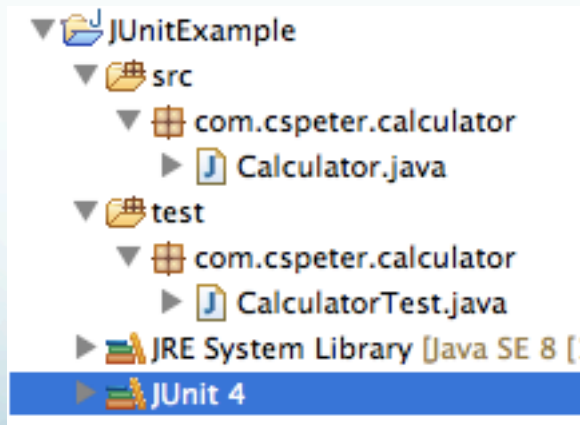 JUnitExample
src
com.cspeter.calculator
Calculator.java
test
com.cspeter.calculator
CalculatorTest.java
JRE System Library [Java SE 8 [
JUnit 4